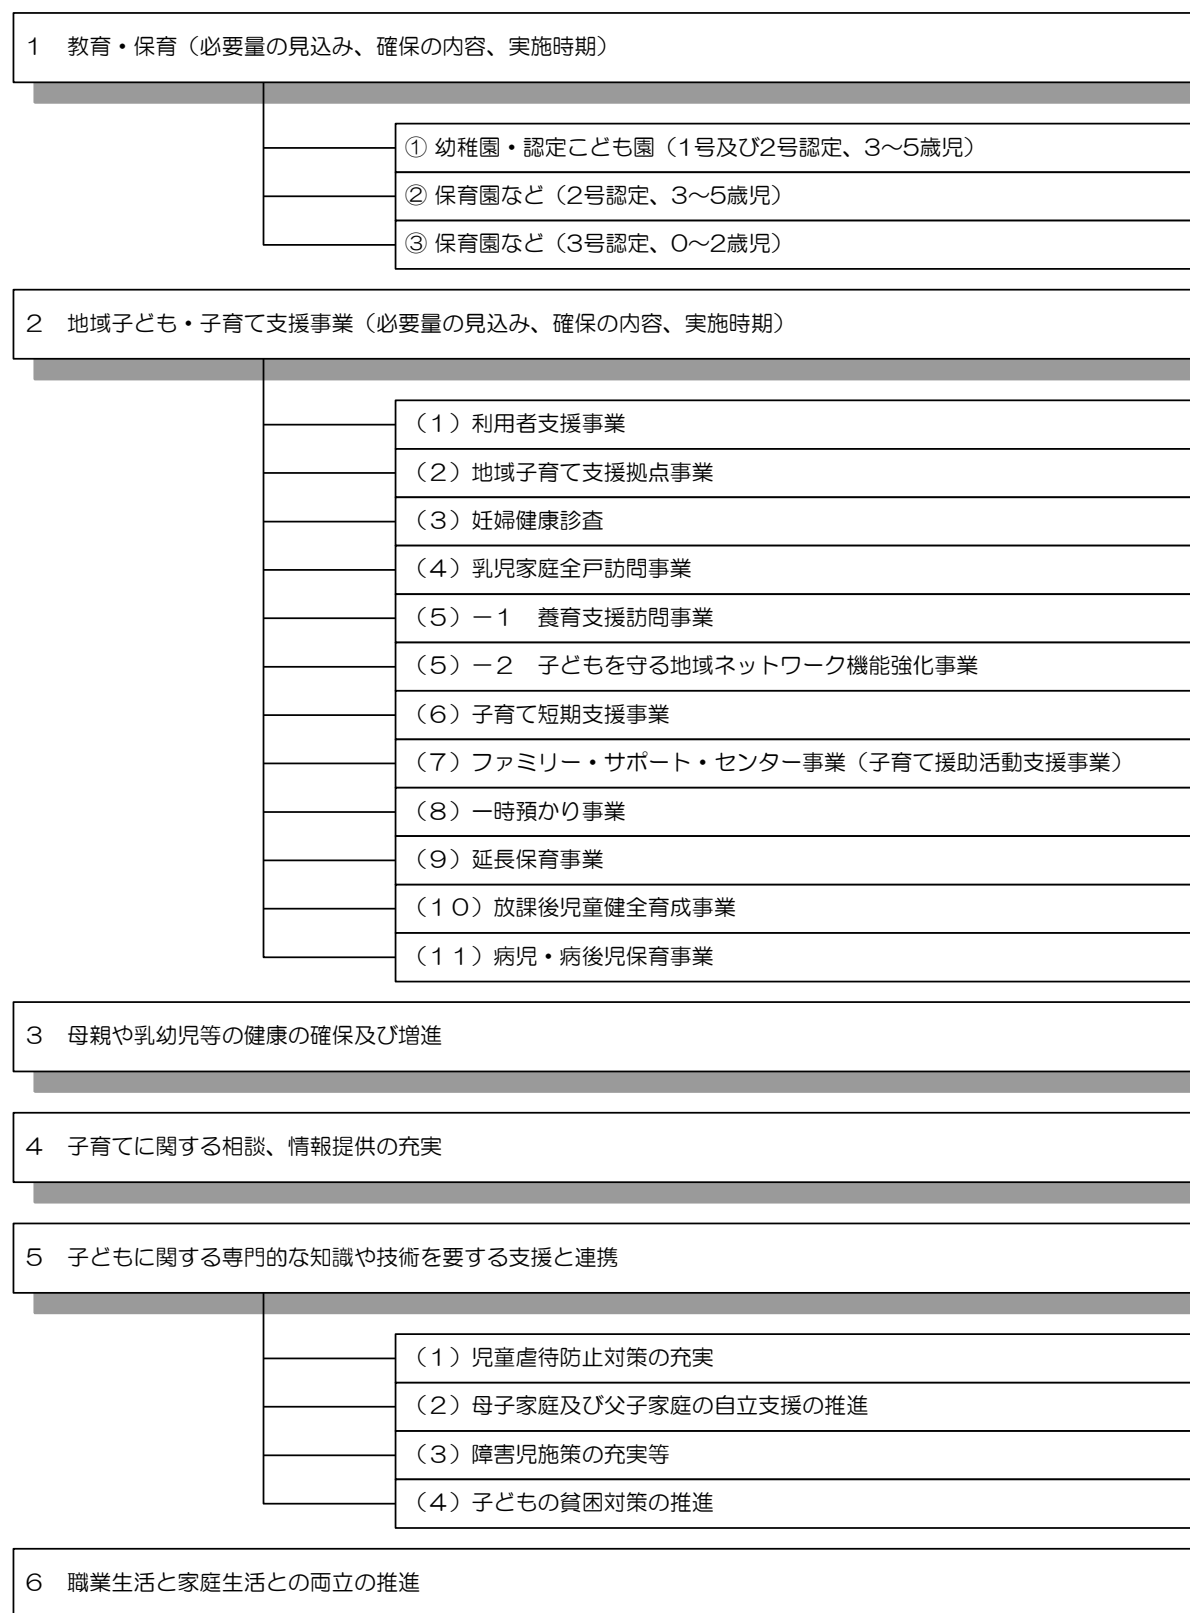 １　教育・保育（必要量の見込み、確保の内容、実施時期）
① 幼稚園・認定こども園（1号及び2号認定、3～5歳児）
② 保育園など（2号認定、3～5歳児）
③ 保育園など（3号認定、0～2歳児）
２　地域子ども・子育て支援事業（必要量の見込み、確保の内容、実施時期）
（１）利用者支援事業
（２）地域子育て支援拠点事業
（３）妊婦健康診査
（４）乳児家庭全戸訪問事業
（５）－１　養育支援訪問事業
（５）－２　子どもを守る地域ネットワーク機能強化事業
（６）子育て短期支援事業
（７）ファミリー・サポート・センター事業（子育て援助活動支援事業）
（８）一時預かり事業
（９）延長保育事業
（１０）放課後児童健全育成事業
（１１）病児・病後児保育事業
３　母親や乳幼児等の健康の確保及び増進
４　子育てに関する相談、情報提供の充実
５　子どもに関する専門的な知識や技術を要する支援と連携
（１）児童虐待防止対策の充実
（２）母子家庭及び父子家庭の自立支援の推進
（３）障害児施策の充実等
（４）子どもの貧困対策の推進
６　職業生活と家庭生活との両立の推進